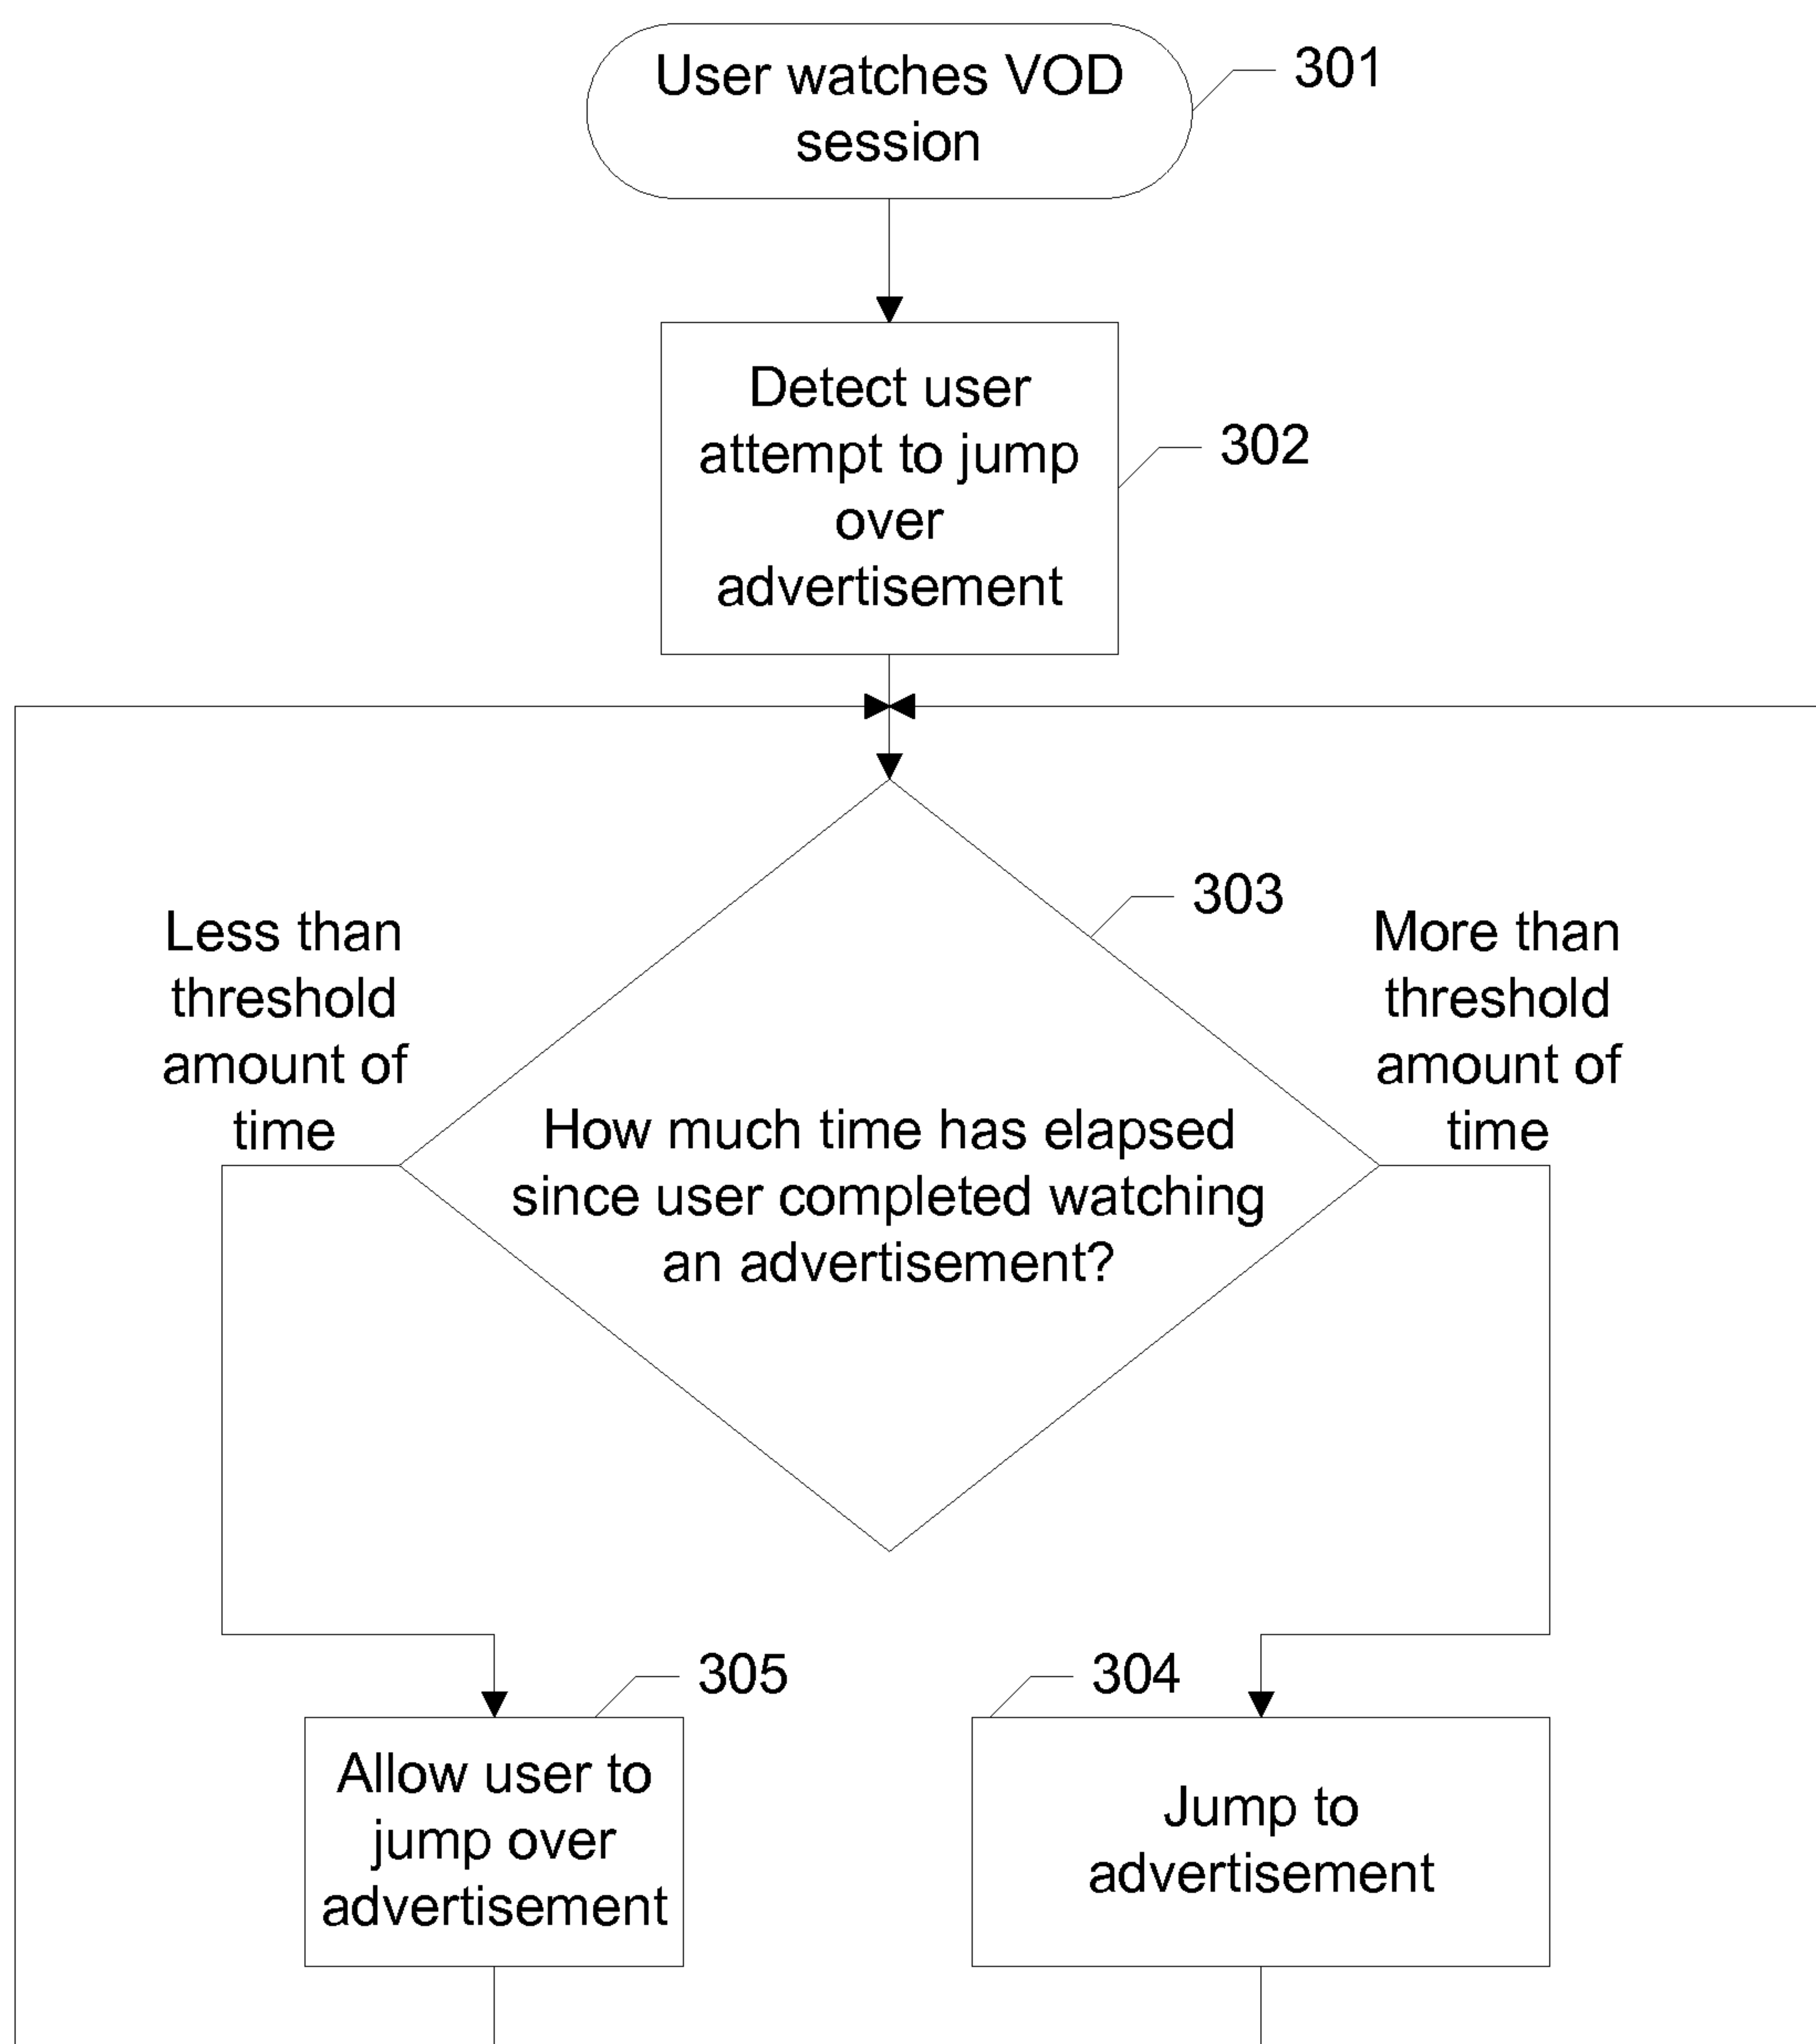 User watches VOD
session
301
Detect user
attempt to jump
over
advertisement
302
303
Less than
threshold
amount of
time
More than
threshold
amount of
time
How much time has elapsed
since user completed watching
an advertisement?
305
304
Allow user to
jump over
advertisement
Jump to
advertisement